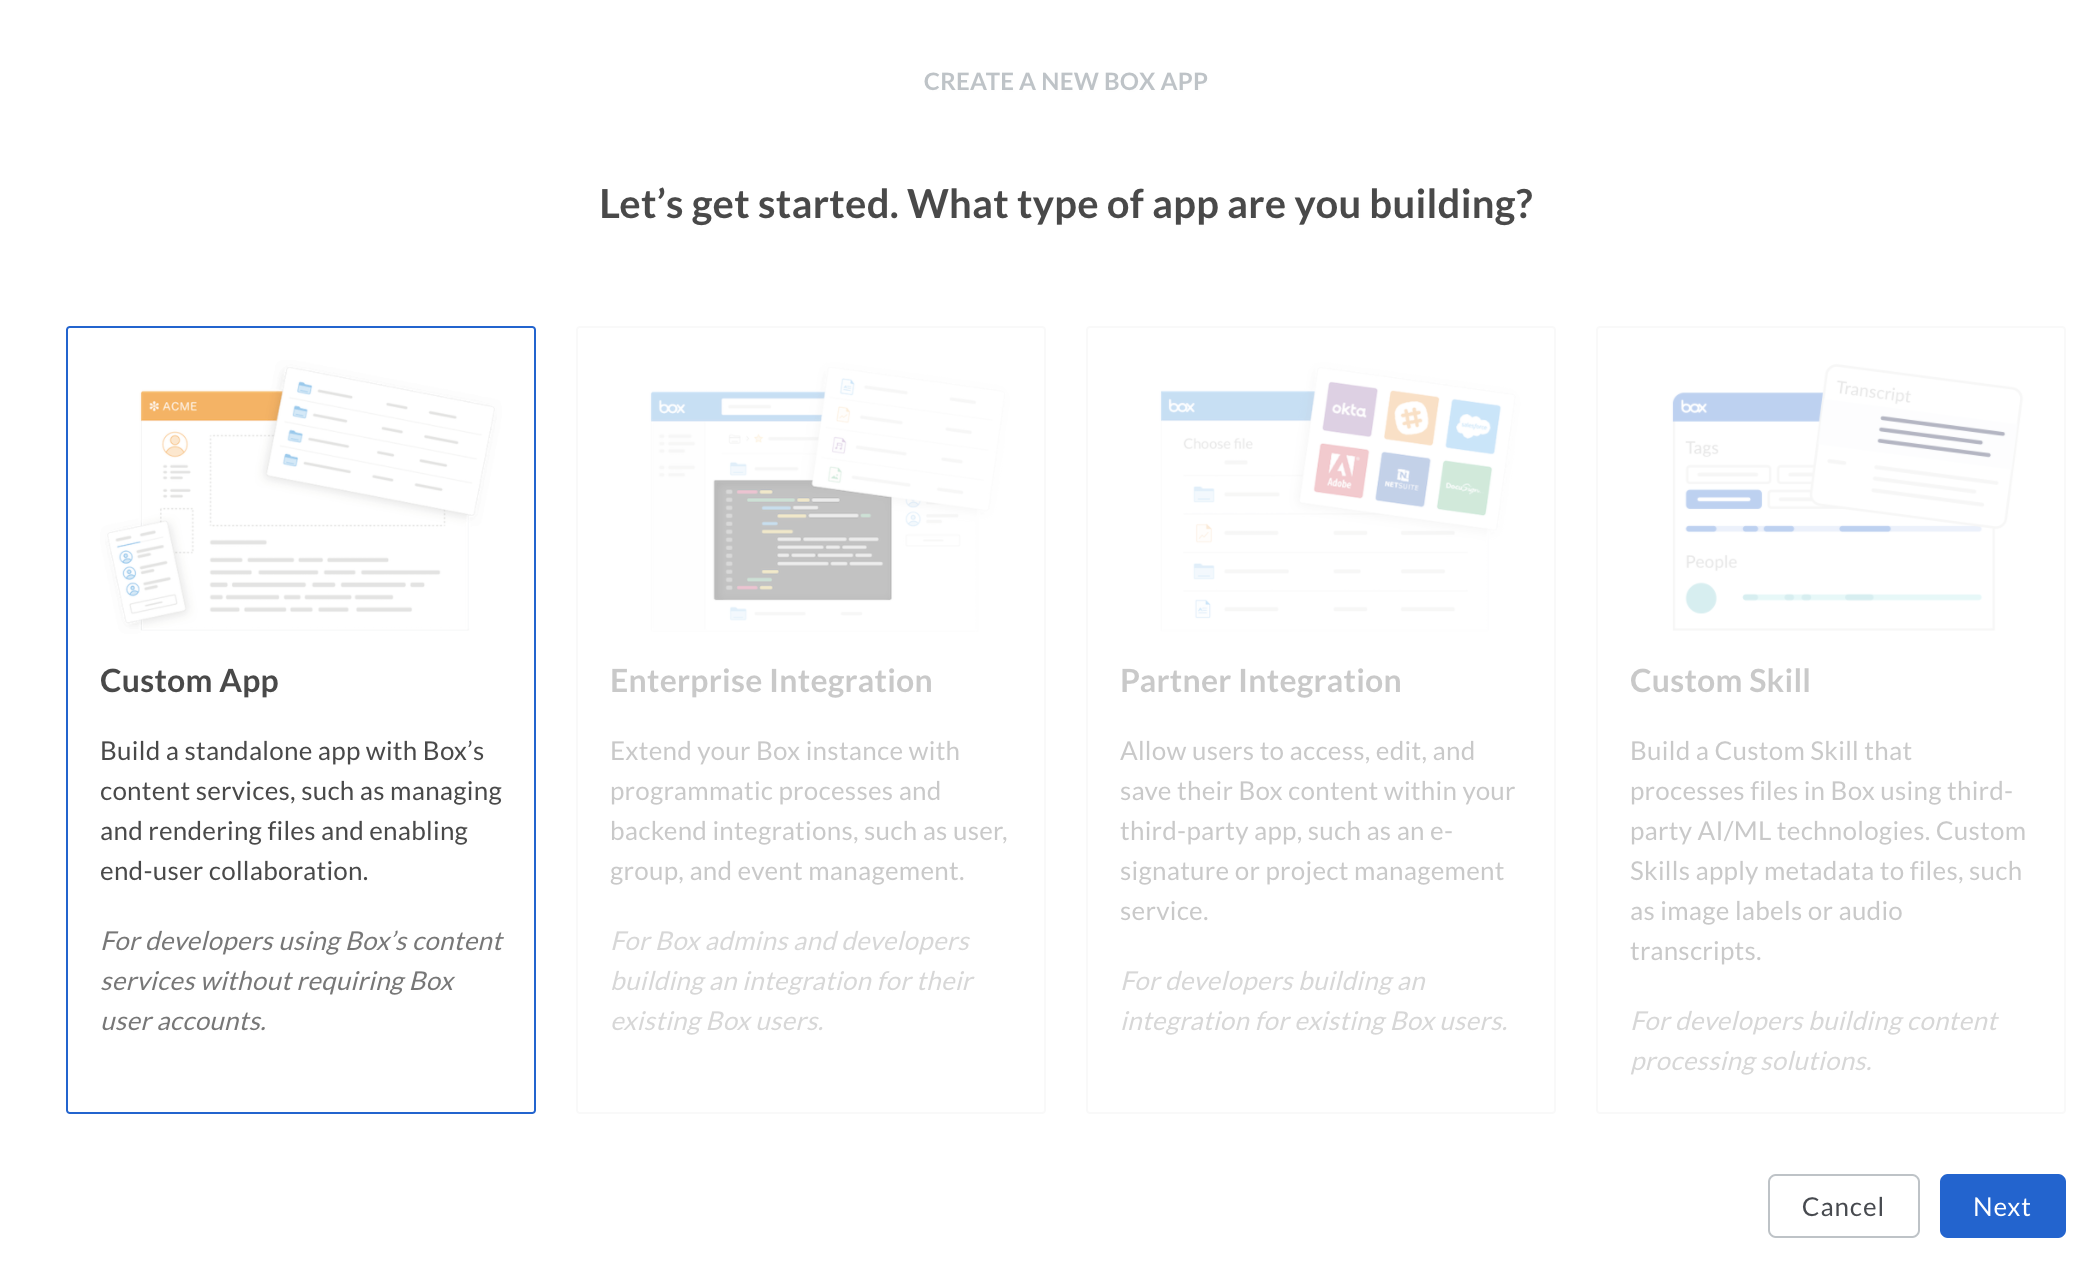 CREATE A NEW BOX APP
Let’s get started. What type of app are you building?
ACME
box
box
Choose file
okta
salesforce
Adobe
NETSUITE
DocuSign
box
Transcript
Tags
People
Custom App
Build a standalone app with Box’s
content services, such as managing
and rendering files and enabling
end-user collaboration.
For developers using Box’s content
services without requiring Box
user accounts.
Enterprise Integration
Extend your Box instance with
programmatic processes and
backend integrations, such as user,
group, and event management.
For Box admins and developers
building an integration for their
existing Box users.
Partner Integration
Allow users to access, edit, and
save their Box content within your
third-party app, such as an e-
signature or project management
service.
For developers building an
integration for existing Box users.
Custom Skill
Build a Custom Skill that
processes files in Box using third-
party AI/ML technologies. Custom
Skills apply metadata to files, such
as image labels or audio
transcripts.
For developers building content
processing solutions.
Cancel
Next